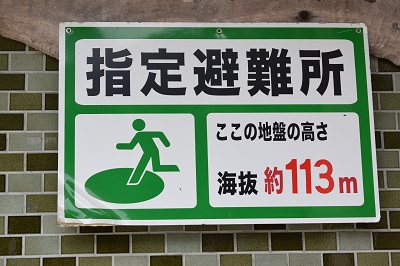 指定避難所
ここの地盤の高さ
海抜 約113m